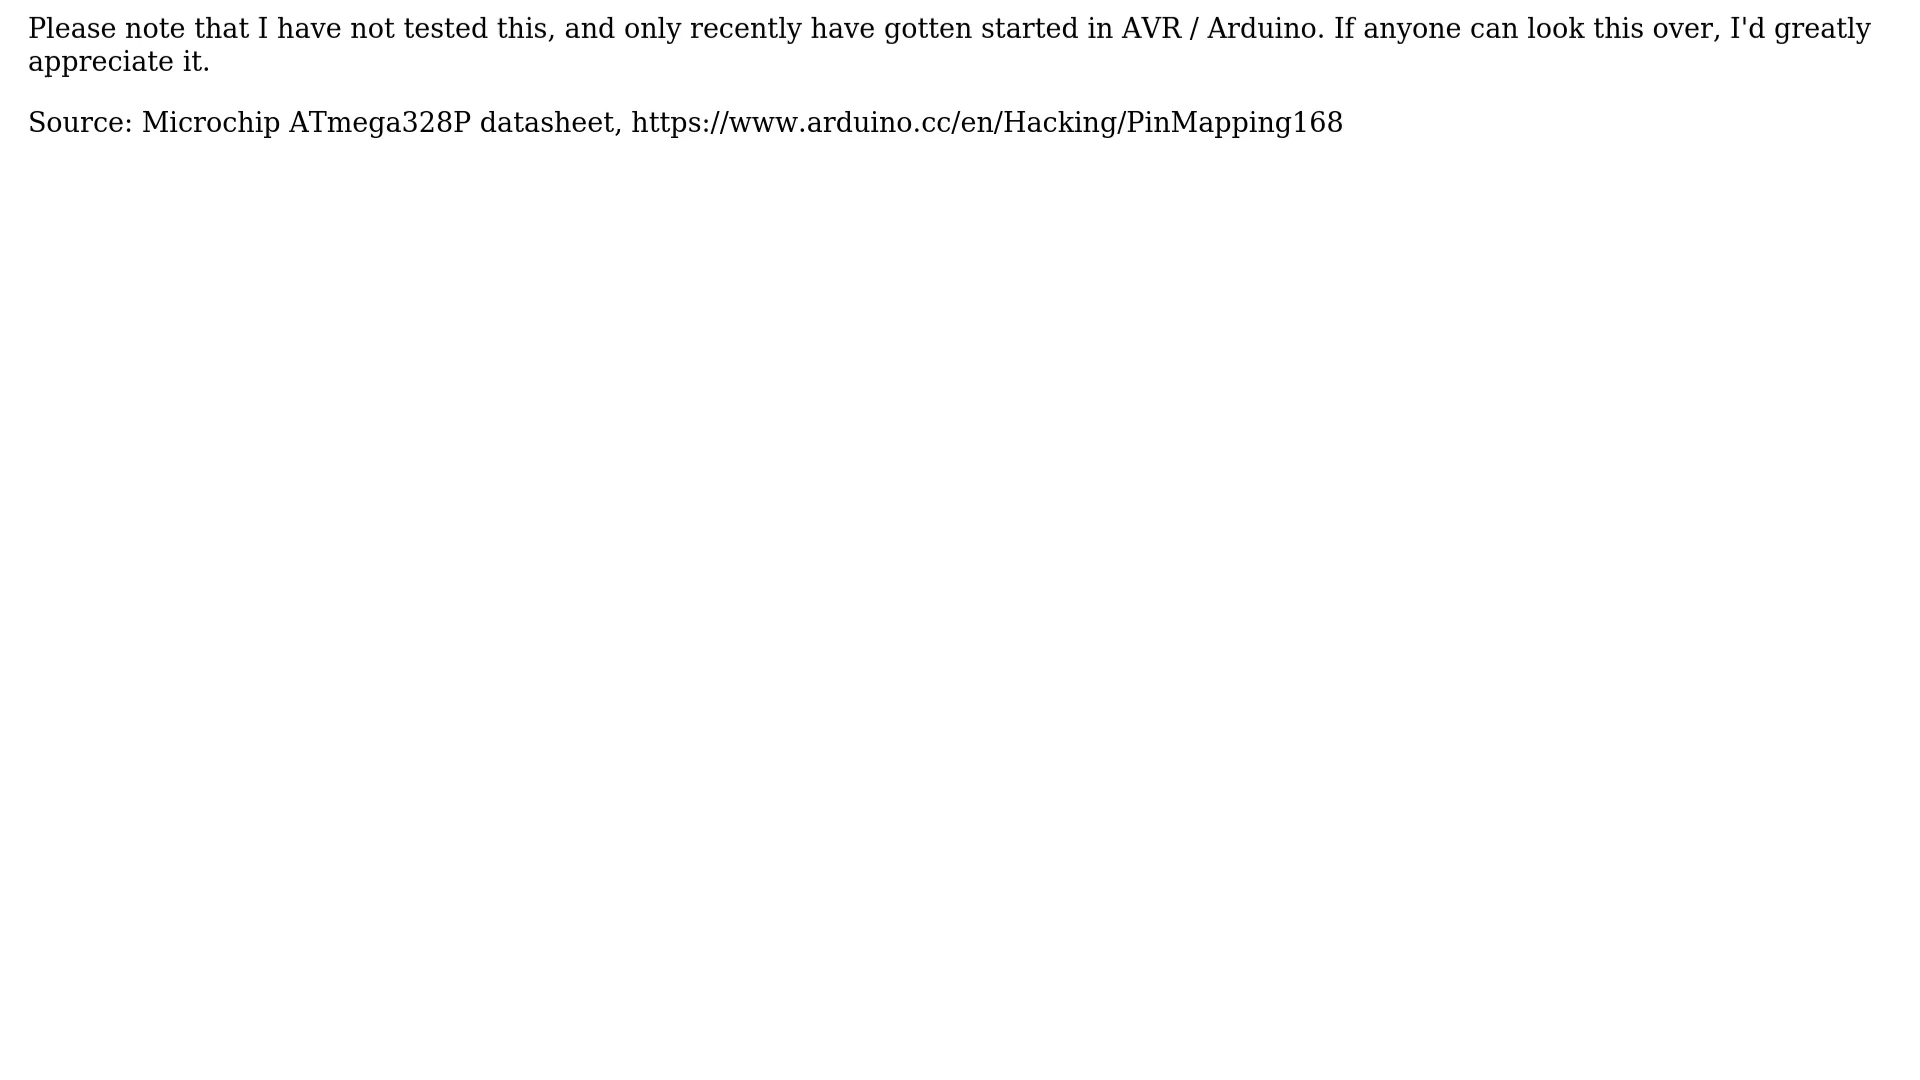 Please note that I have not tested this, and only recently have gotten started in AVR / Arduino. If anyone can look this over, I'd greatly
appreciate it.
Source: Microchip ATmega328P datasheet, https://www.arduino.cc/en/Hacking/PinMapping168